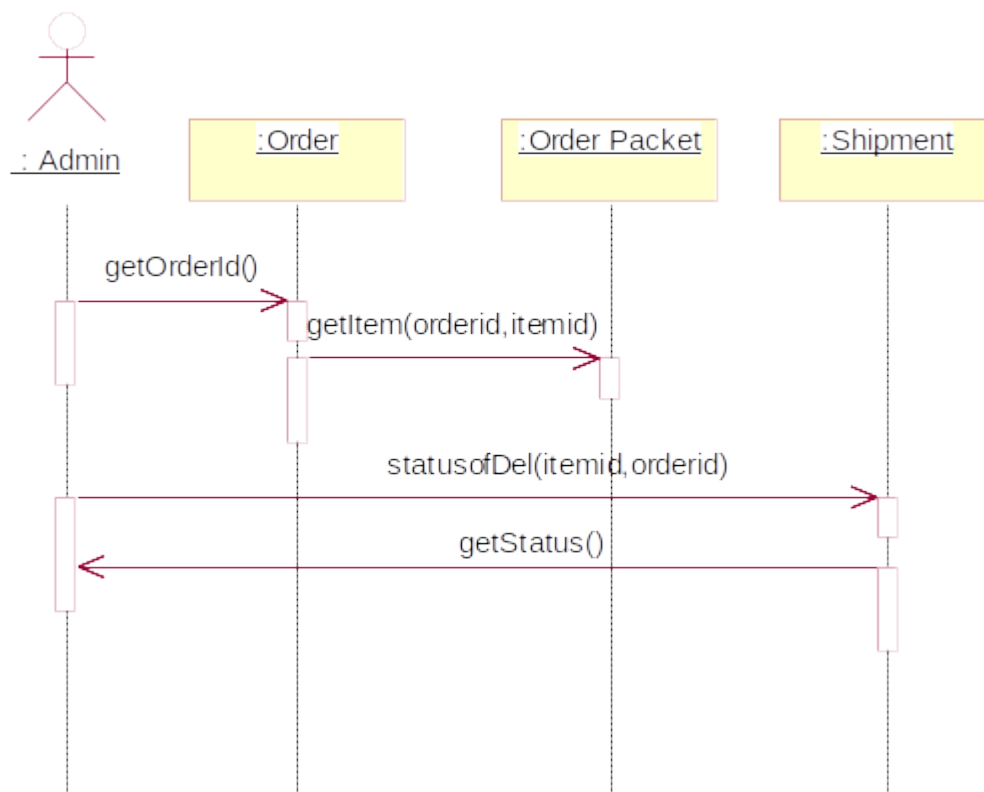 : Admin
:Order
:Order Packet
:Shipment
getOrderId()
getItem(orderid,itemid)
statusofDel(itemid,orderid)
getStatus()